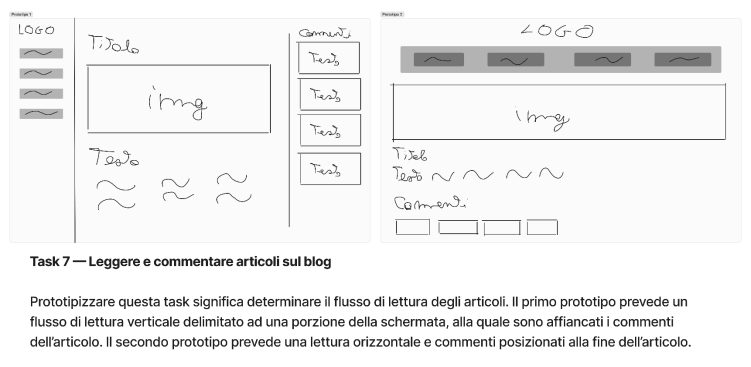 Prototipo 1
LOGO
Titolo
img
Testo
Commenti
Testo
Testo
Testo
Testo
Prototipo 2
LOGO
img
Titolo
Testo
Commenti
Task 7 — Leggere e commentare articoli sul blog
Prototipizzare questa task significa determinare il flusso di lettura degli articoli. Il primo prototipo prevede un
flusso di lettura verticale delimitato ad una porzione della schermata, alla quale sono affiancati i commenti
dell’articolo. Il secondo prototipo prevede una lettura orizzontale e commenti posizionati alla fine dell’articolo.